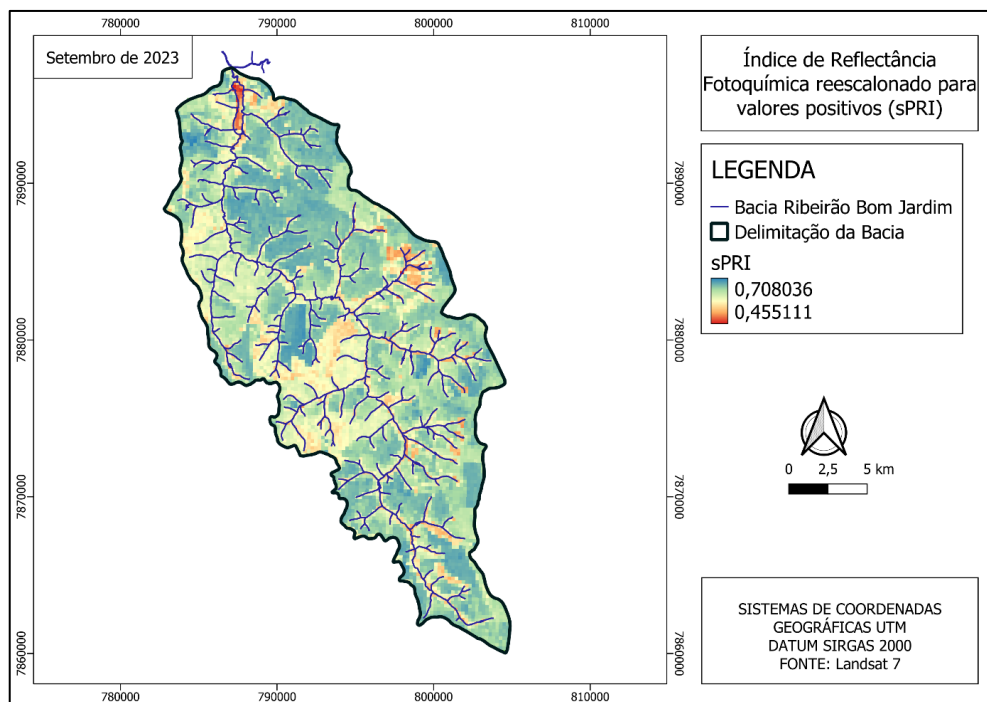 780000 790000 800000 810000
Setembro de 2023
Índice de Reflectância
Fotoquímica reescalonado para
valores positivos (sPRI)
LEGENDA
Bacia Ribeirão Bom Jardim
Delimitação da Bacia
sPRI
0,708036
0,455111
7890000 7890000
7880000 7880000
7870000 7870000
7860000 7860000
0 2,5 5 km
SISTEMAS DE COORDENADAS
GEOGRÁFICAS UTM
DATUM SIRGAS 2000
FONTE: Landsat 7
780000 790000 800000 810000